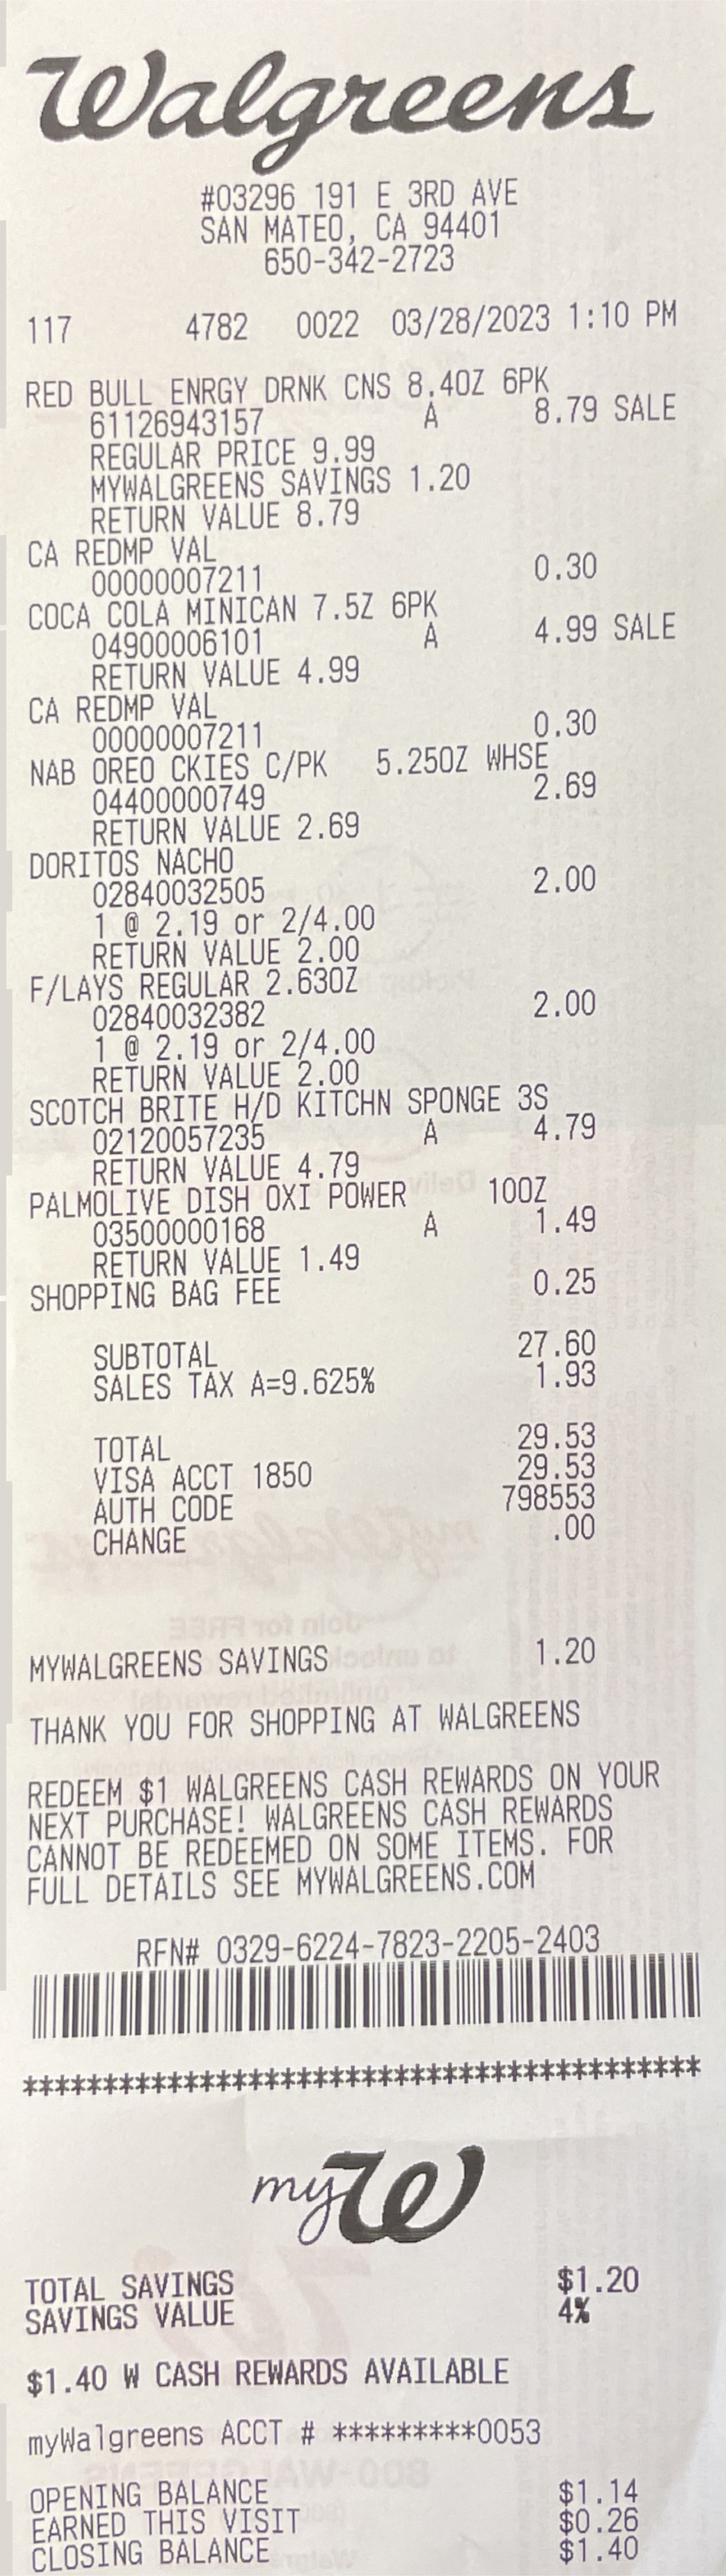 Walgreens
#03296 191 E 3RD AVE
SAN MATEO, CA 94401
650-342-2723
117 4782 0022 03/28/2023 1:10 PM
RED BULL ENRGY DRNK CNS 8.4OZ 6PK
61126943157 A 8.79 SALE
REGULAR PRICE 9.99
MYWALGREENS SAVINGS 1.20
RETURN VALUE 8.79
CA REDMP VAL
00000007211 0.30
COCA COLA MINICAN 7.5Z 6PK
04900006101 A 4.99 SALE
RETURN VALUE 4.99
CA REDMP VAL
00000007211 0.30
NAB OREO CKIES C/PK 5.25OZ WHSE
04400000749 2.69
RETURN VALUE 2.69
DORITOS NACHO
02840032505 2.00
1 @ 2.19 or 2/4.00
RETURN VALUE 2.00
F/LAYS REGULAR 2.63OZ
02840032382 2.00
1 @ 2.19 or 2/4.00
RETURN VALUE 2.00
SCOTCH BRITE H/D KITCHN SPONGE 3S
02120057235 A 4.79
RETURN VALUE 4.79
PALMOLIVE DISH OXI POWER 10OZ
03500000168 A 1.49
RETURN VALUE 1.49
SHOPPING BAG FEE 0.25
SUBTOTAL 27.60
SALES TAX A=9.625% 1.93
TOTAL 29.53
VISA ACCT 1850 29.53
AUTH CODE 798553
CHANGE .00
MYWALGREENS SAVINGS 1.20
THANK YOU FOR SHOPPING AT WALGREENS
REDEEM $1 WALGREENS CASH REWARDS ON YOUR
NEXT PURCHASE! WALGREENS CASH REWARDS
CANNOT BE REDEEMED ON SOME ITEMS. FOR
FULL DETAILS SEE MYWALGREENS.COM
RFN# 0329-6224-7823-2205-2403
*******************************************
myW
TOTAL SAVINGS $1.20
SAVINGS VALUE 4%
$1.40 W CASH REWARDS AVAILABLE
myWalgreens ACCT # *********0053
OPENING BALANCE $1.14
EARNED THIS VISIT $0.26
CLOSING BALANCE $1.40